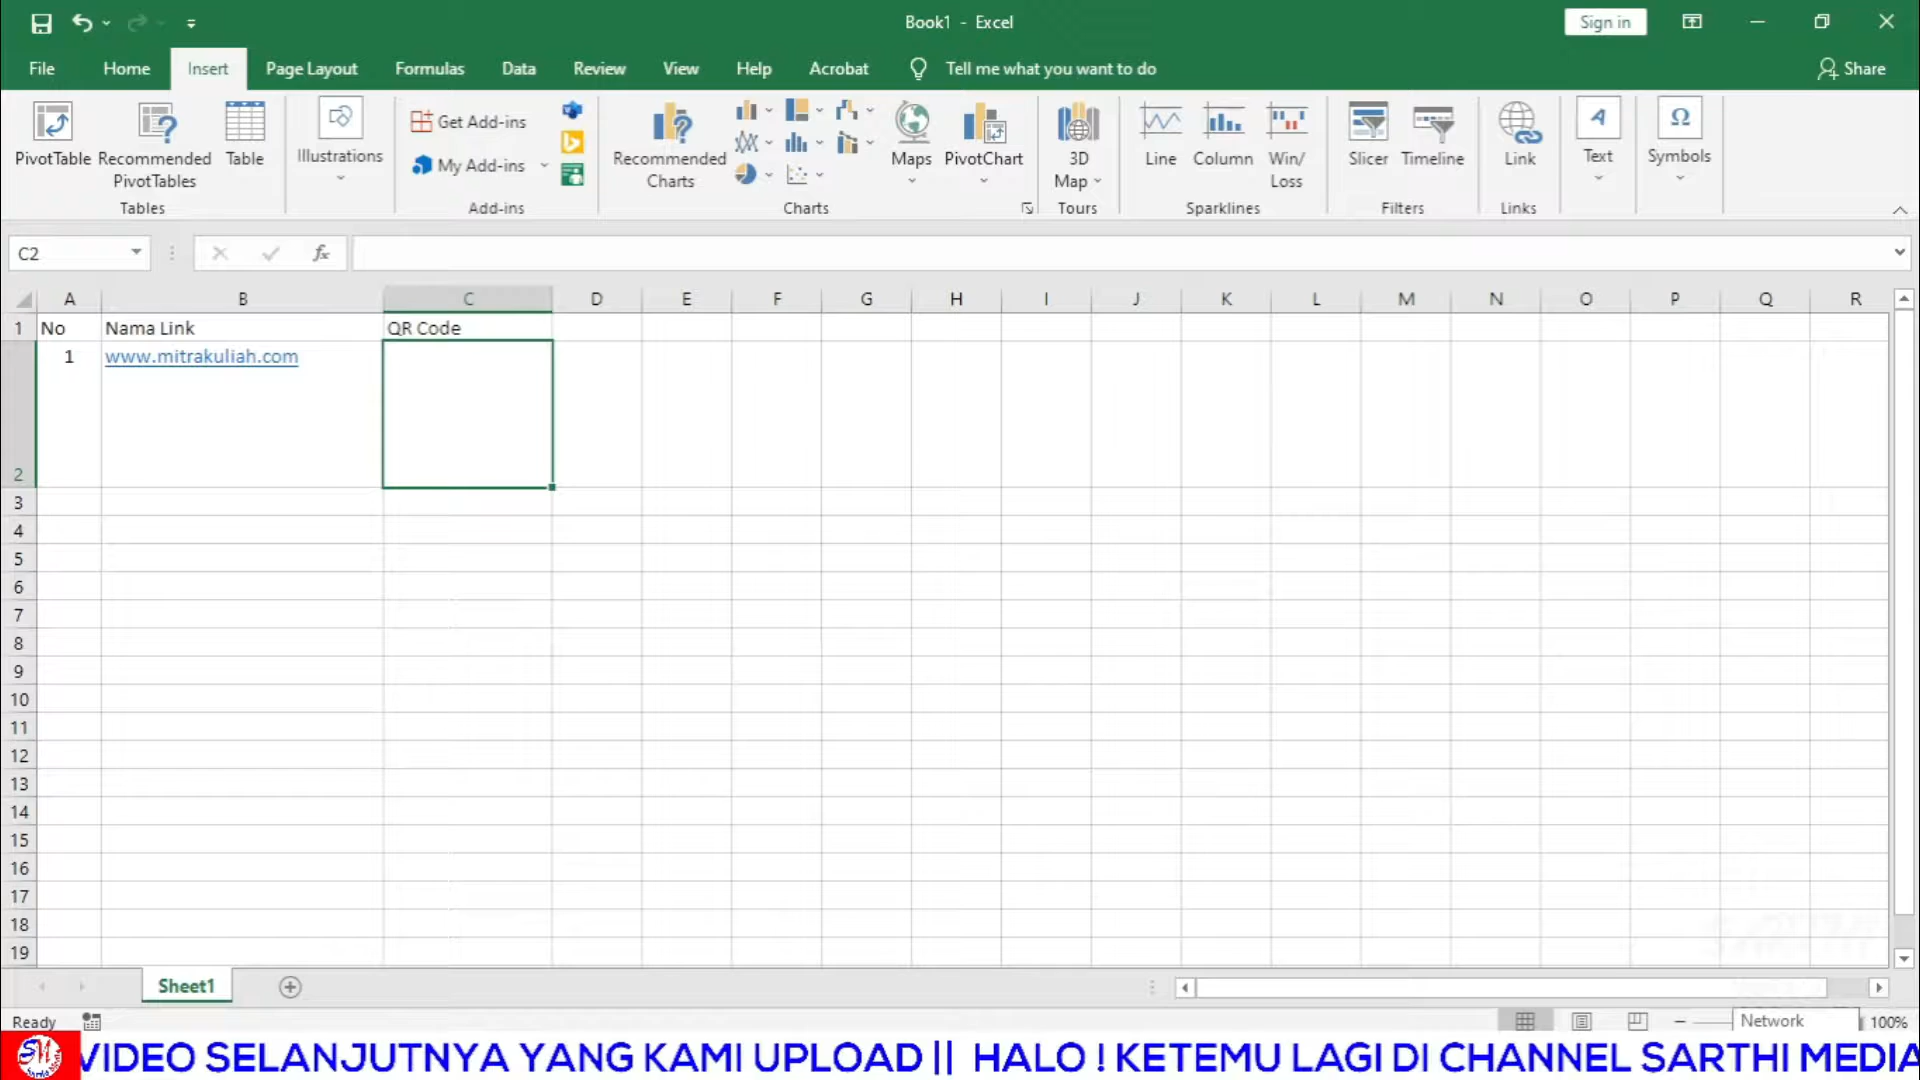 Book1 - Excel
Sign in
File Home Insert Page Layout Formulas Data Review View Help Acrobat Tell me what you want to do Share
PivotTable Recommended PivotTables Table
Tables
Illustrations
Get Add-ins
My Add-ins
Add-ins
Recommended Charts
Maps
PivotChart
Charts
3D Map
Tours
Line Column Win/Loss
Sparklines
Slicer Timeline
Filters
Link
Links
Text
Symbols
C2
fx
A B C D E F G H I J K L M N O P Q R
1 No Nama Link QR Code
1 www.mitrakuliah.com
2
3
4
5
6
7
8
9
10
11
12
13
14
15
16
17
18
19
Sheet1
Ready
Network
100%
SM
VIDEO SELANJUTNYA YANG KAMI UPLOAD || HALO ! KETEMU LAGI DI CHANNEL SARTHI MEDIA